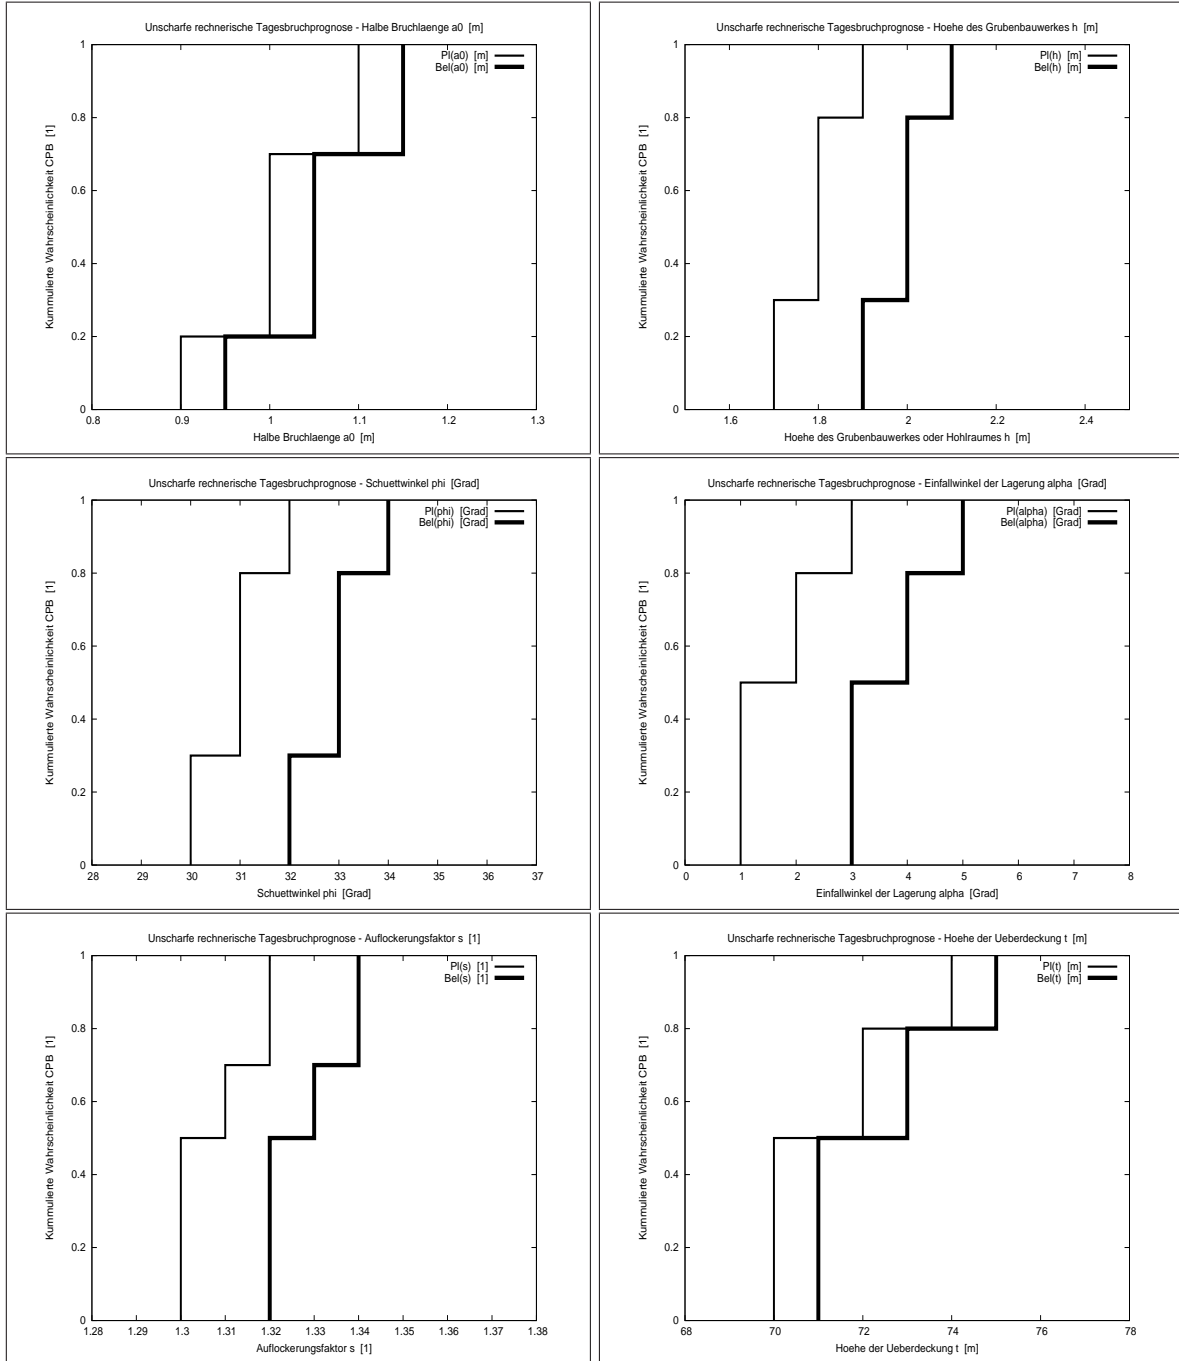 Unscharfe rechnerische Tagesbruchprognose - Halbe Bruchlaenge a0 [m]
Pl(a0) [m]
Bel(a0) [m]
Kummulierte Wahrscheinlichkeit CPB [1]
1
0.8
0.6
0.4
0.2
0
0.8 0.9 1 1.1 1.2 1.3
Halbe Bruchlaenge a0 [m]
Unscharfe rechnerische Tagesbruchprognose - Hoehe des Grubenbauwerkes h [m]
Pl(h) [m]
Bel(h) [m]
Kummulierte Wahrscheinlichkeit CPB [1]
1
0.8
0.6
0.4
0.2
0
1.6 1.8 2 2.2 2.4
Hoehe des Grubenbauwerkes oder Hohlraumes h [m]
Unscharfe rechnerische Tagesbruchprognose - Schuettwinkel phi [Grad]
Pl(phi) [Grad]
Bel(phi) [Grad]
Kummulierte Wahrscheinlichkeit CPB [1]
1
0.8
0.6
0.4
0.2
0
28 29 30 31 32 33 34 35 36 37
Schuettwinkel phi [Grad]
Unscharfe rechnerische Tagesbruchprognose - Einfallwinkel der Lagerung alpha [Grad]
Pl(alpha) [Grad]
Bel(alpha) [Grad]
Kummulierte Wahrscheinlichkeit CPB [1]
1
0.8
0.6
0.4
0.2
0
0 1 2 3 4 5 6 7 8
Einfallwinkel der Lagerung alpha [Grad]
Unscharfe rechnerische Tagesbruchprognose - Auflockerungsfaktor s [1]
Pl(s) [1]
Bel(s) [1]
Kummulierte Wahrscheinlichkeit CPB [1]
1
0.8
0.6
0.4
0.2
0
1.28 1.29 1.3 1.31 1.32 1.33 1.34 1.35 1.36 1.37 1.38
Auflockerungsfaktor s [1]
Unscharfe rechnerische Tagesbruchprognose - Hoehe der Ueberdeckung t [m]
Pl(t) [m]
Bel(t) [m]
Kummulierte Wahrscheinlichkeit CPB [1]
1
0.8
0.6
0.4
0.2
0
68 70 72 74 76 78
Hoehe der Ueberdeckung t [m]